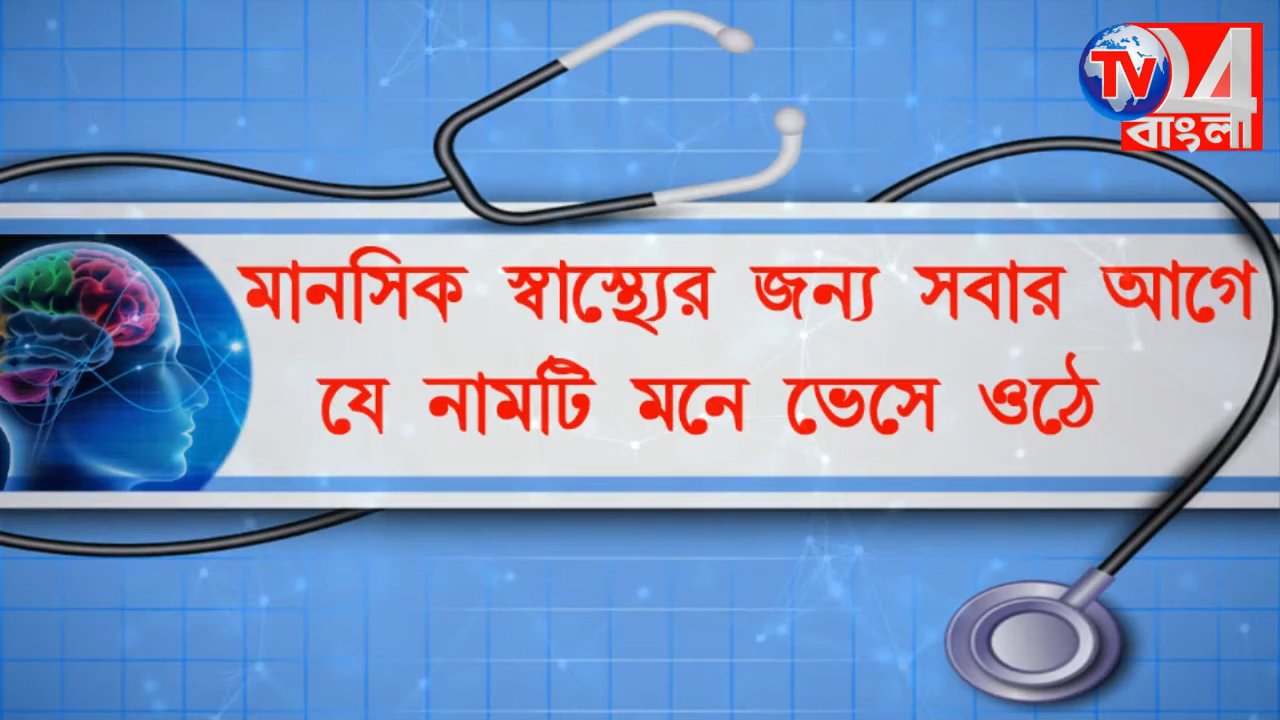 TV 24
বাংলা
মানসিক স্বাস্থ্যের জন্য সবার আগে
যে নামটি মনে ভেসে ওঠে